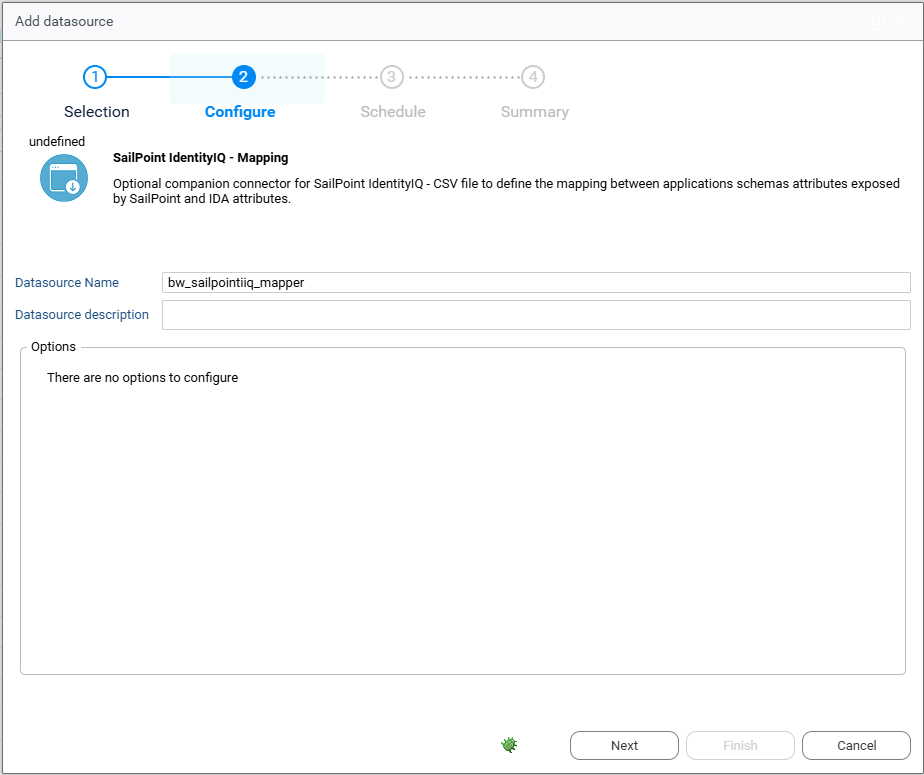 Add datasource
1
2
3
4
Selection
Configure
Schedule
Summary
undefined
SailPoint IdentityIQ - Mapping
Optional companion connector for SailPoint IdentityIQ - CSV file to define the mapping between applications schemas attributes exposed
by SailPoint and IDA attributes.
Datasource Name
bw_sailpointiiq_mapper
Datasource description
Options
There are no options to configure
Next
Finish
Cancel